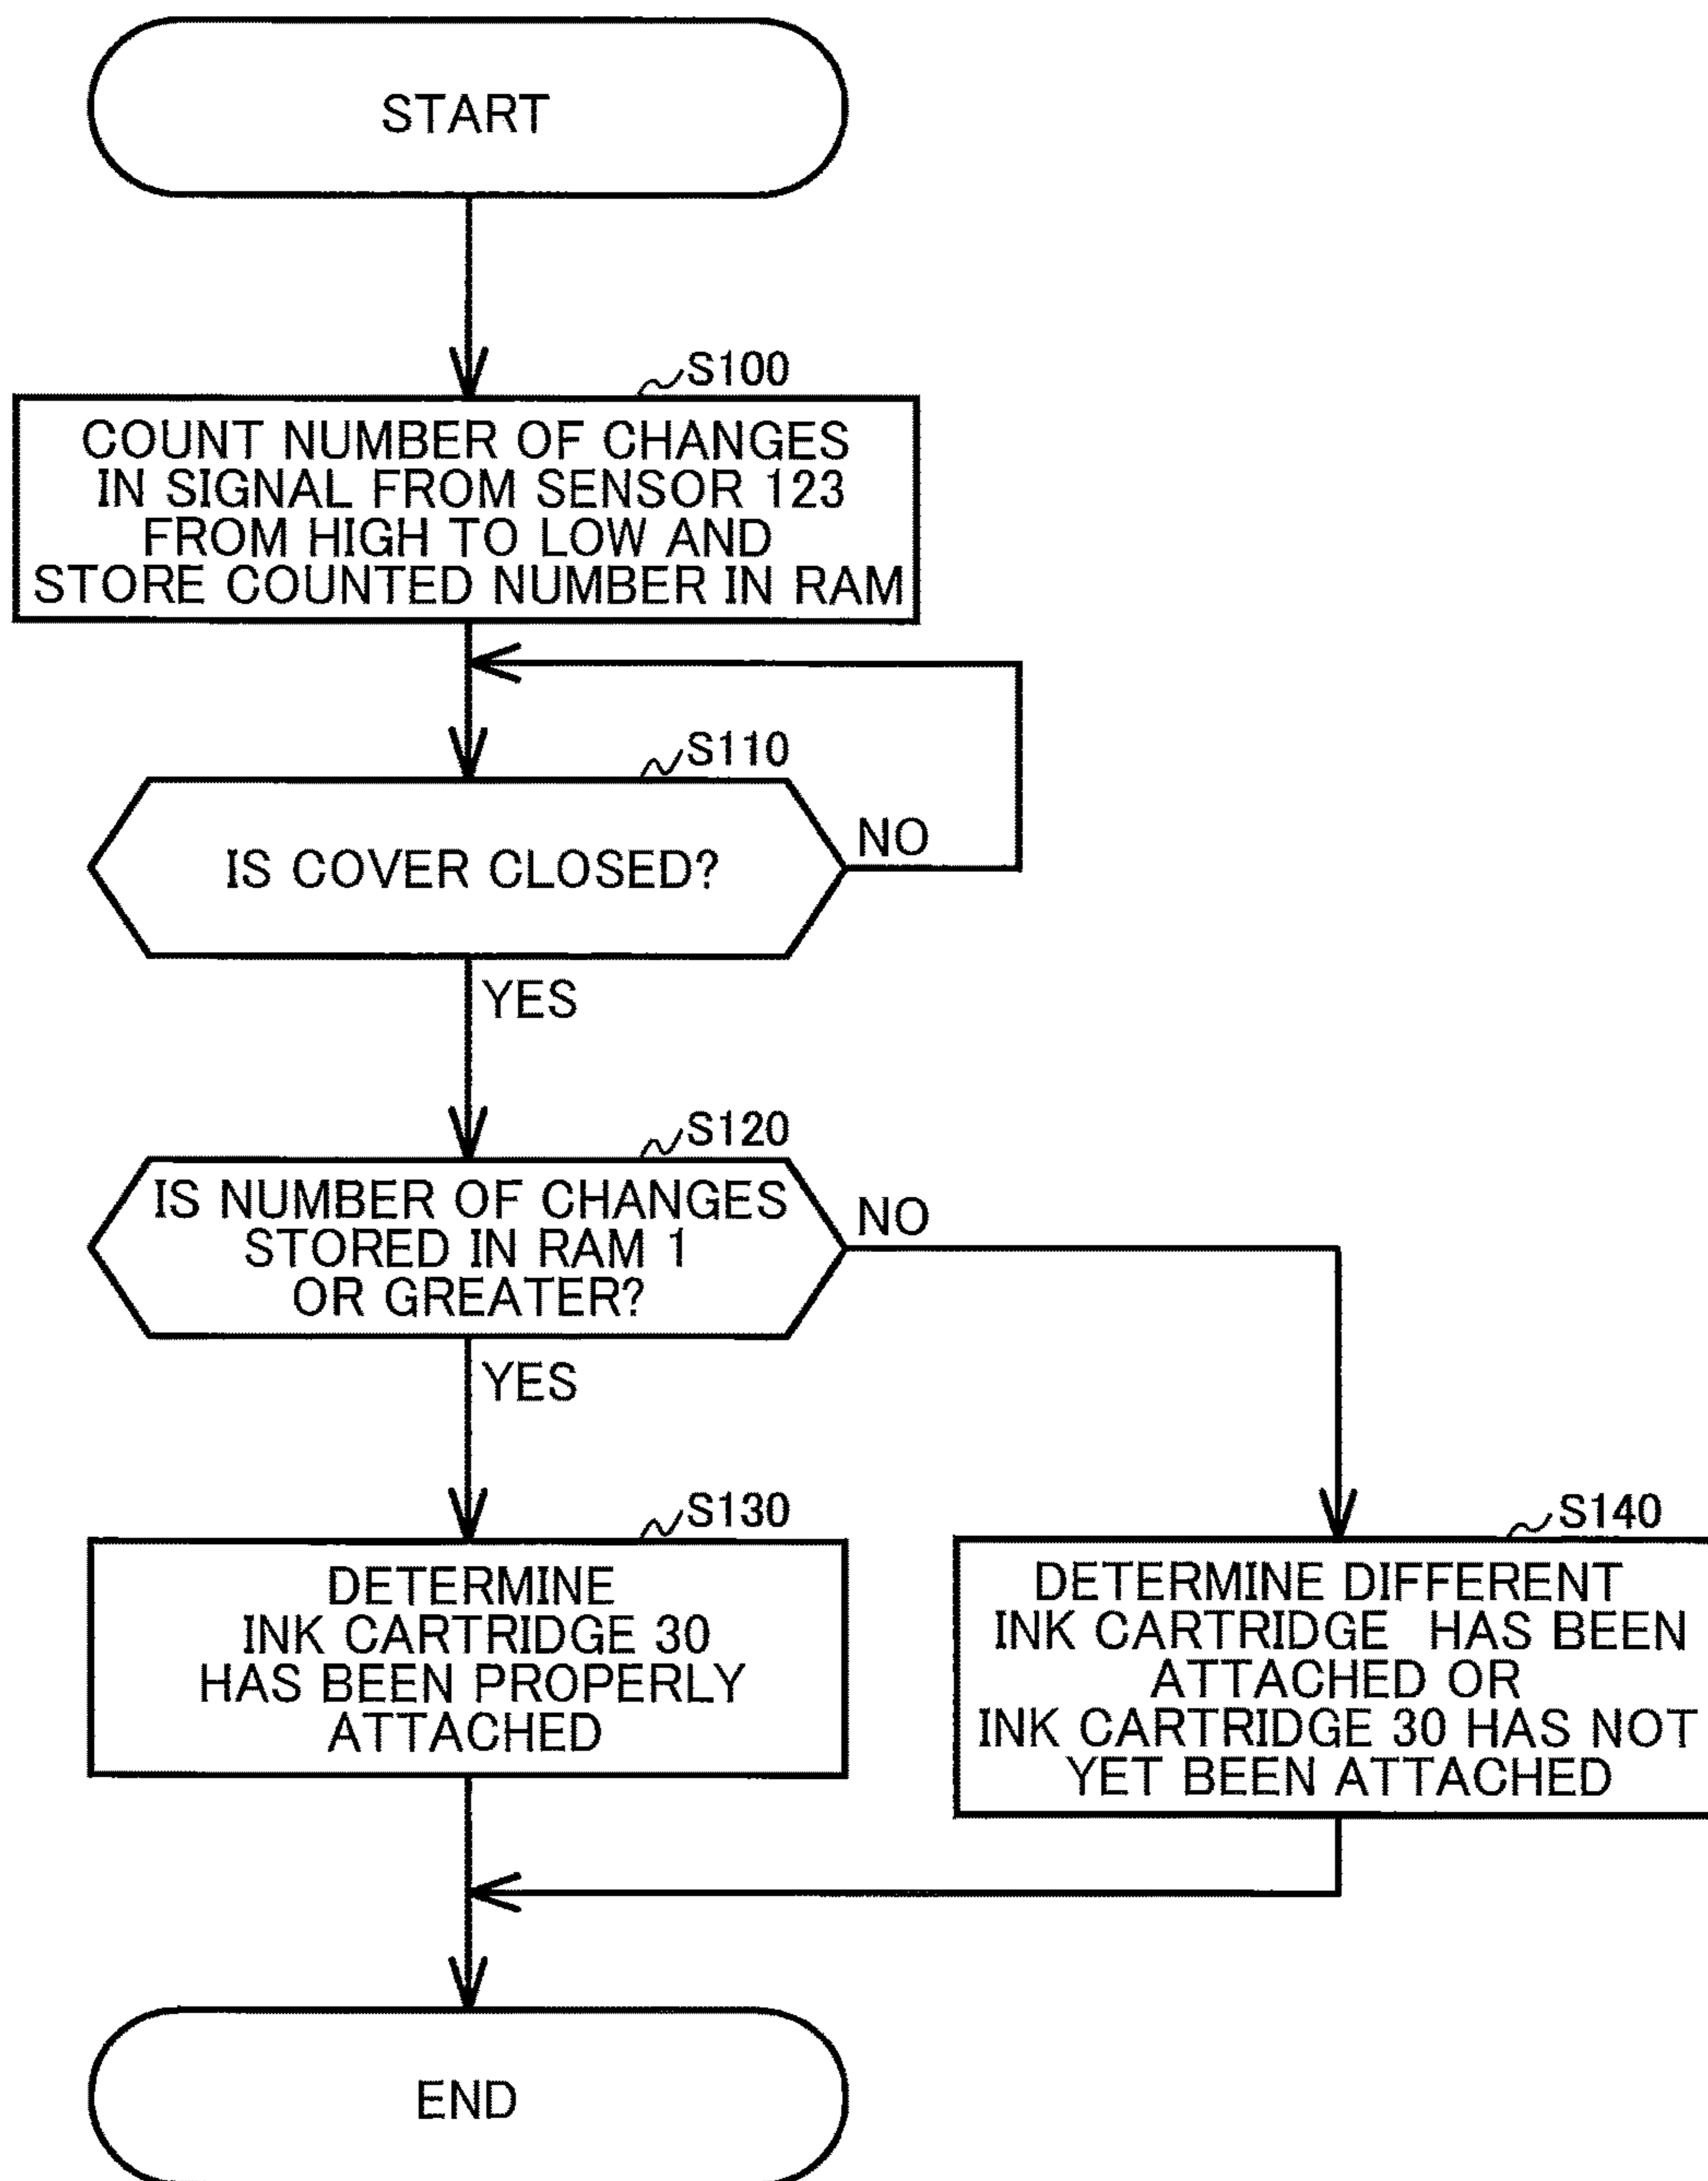 START
S100
COUNT NUMBER OF CHANGES
IN SIGNAL FROM SENSOR 123
FROM HIGH TO LOW AND
STORE COUNTED NUMBER IN RAM
S110
IS COVER CLOSED?
NO
YES
S120
IS NUMBER OF CHANGES
STORED IN RAM 1
OR GREATER?
NO
YES
S130
DETERMINE
INK CARTRIDGE 30
HAS BEEN PROPERLY
ATTACHED
S140
DETERMINE DIFFERENT
INK CARTRIDGE HAS BEEN
ATTACHED OR
INK CARTRIDGE 30 HAS NOT
YET BEEN ATTACHED
END